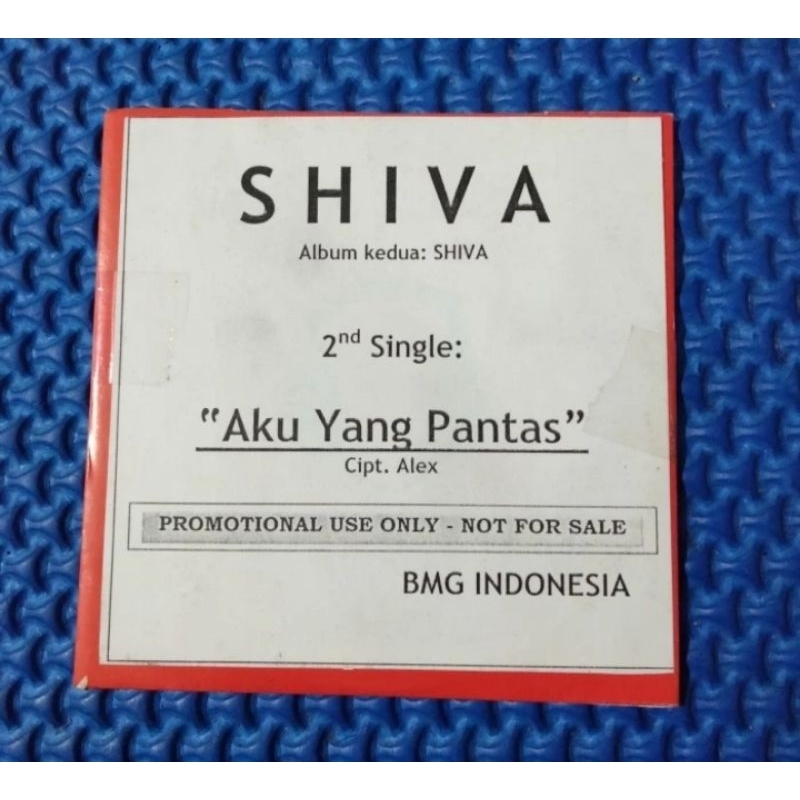 SHIVA
Album kedua: SHIVA
2nd Single:
“Aku Yang Pantas”
Cipt. Alex
PROMOTIONAL USE ONLY - NOT FOR SALE
BMG INDONESIA